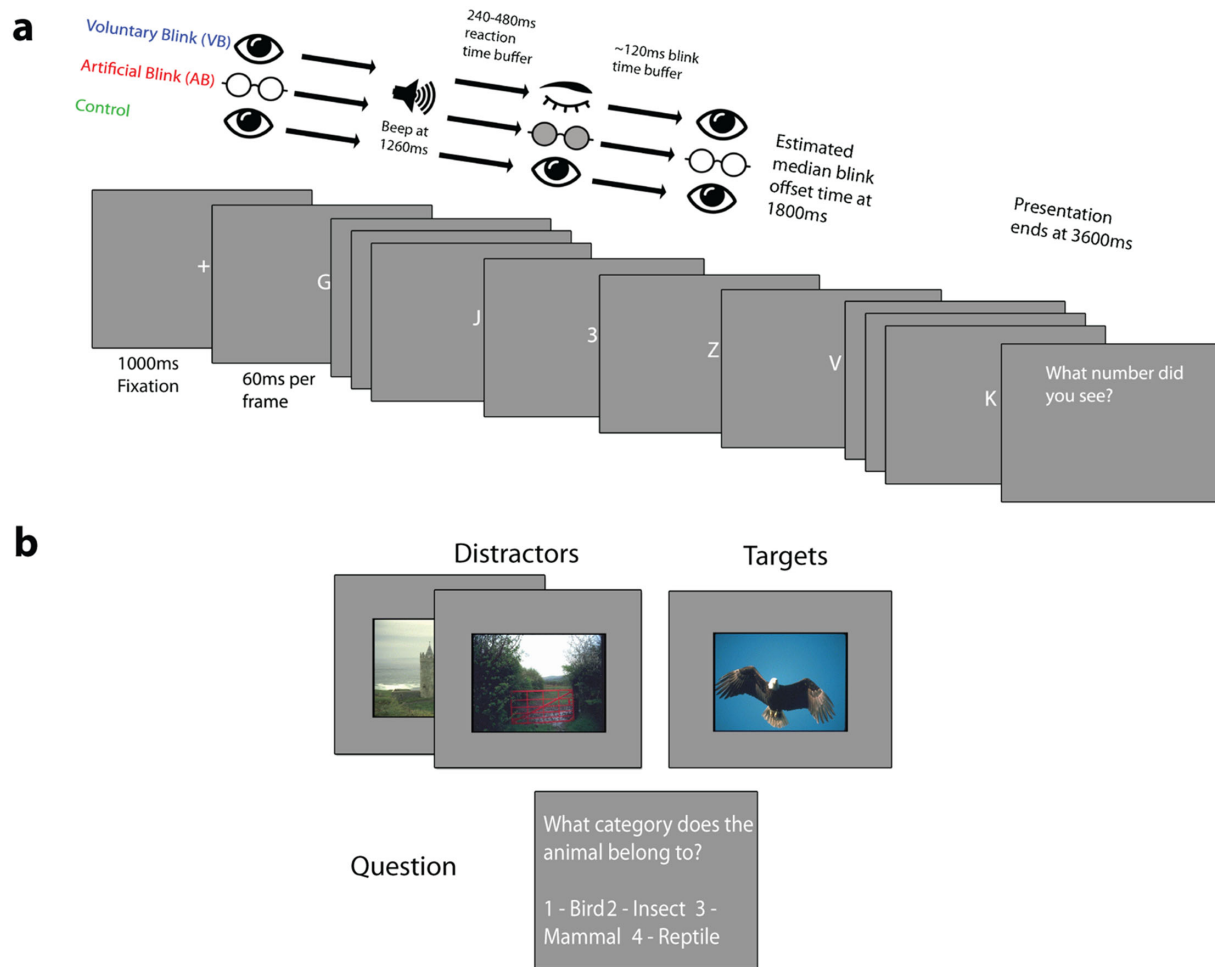 a
Voluntary Blink (VB)
Artificial Blink (AB)
Control
Beep at
1260ms
240-480ms
reaction
time buffer
~120ms blink
time buffer
Estimated
median blink
offset time at
1800ms
Presentation
ends at 3600ms
+
G
J
3
Z
V
K
What number did
you see?
1000ms
Fixation
60ms per
frame
b
Distractors
Targets
Question
What category does the
animal belong to?
1 - Bird2 - Insect 3 -
Mammal 4 - Reptile